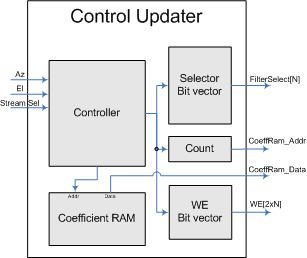 Control Updater
Az
El
Stream Sel
Controller
Selector
Bit vector
FilterSelect[N]
Count
CoeffRam_Addr
CoeffRam_Data
Addr
Data
Coefficient RAM
WE
Bit vector
WE[2xN]